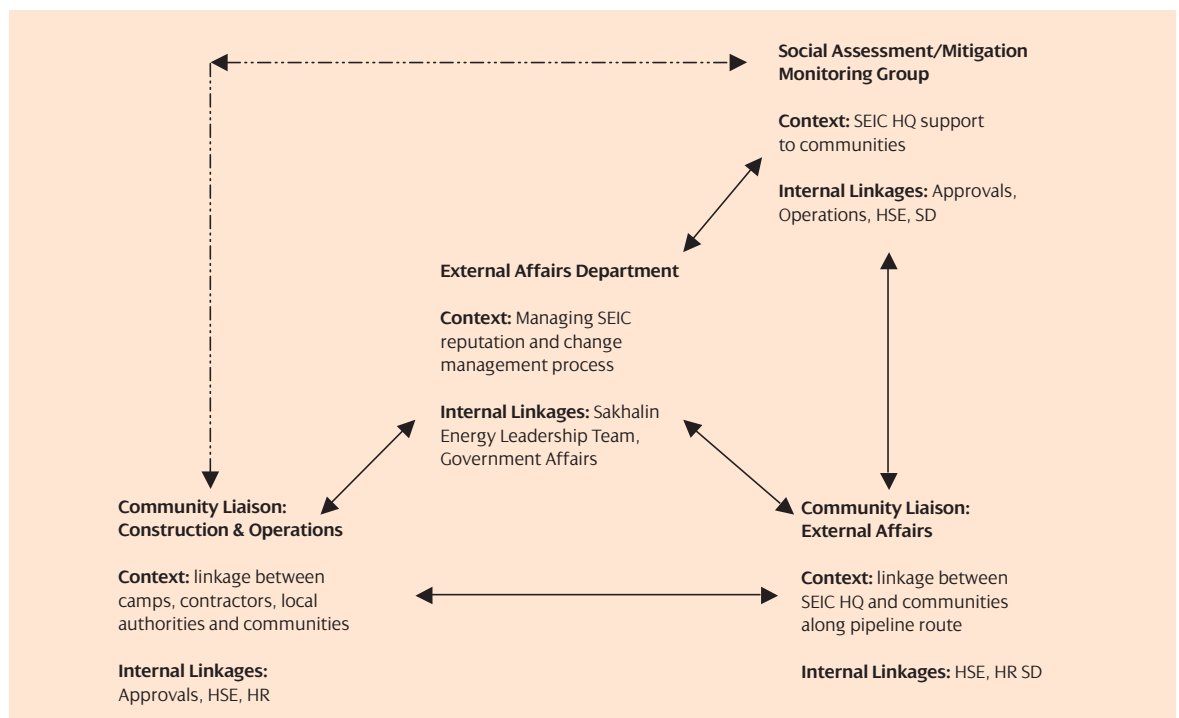 Social Assessment/Mitigation
Monitoring Group
Context: SEIC HQ support
to communities
Internal Linkages: Approvals,
Operations, HSE, SD
External Affairs Department
Context: Managing SEIC
reputation and change
management process
Internal Linkages: Sakhalin
Energy Leadership Team,
Government Affairs
Community Liaison:
Construction & Operations
Context: linkage between
camps, contractors, local
authorities and communities
Internal Linkages:
Approvals, HSE, HR
Community Liaison:
External Affairs
Context: linkage between
SEIC HQ and communities
along pipeline route
Internal Linkages: HSE, HR SD